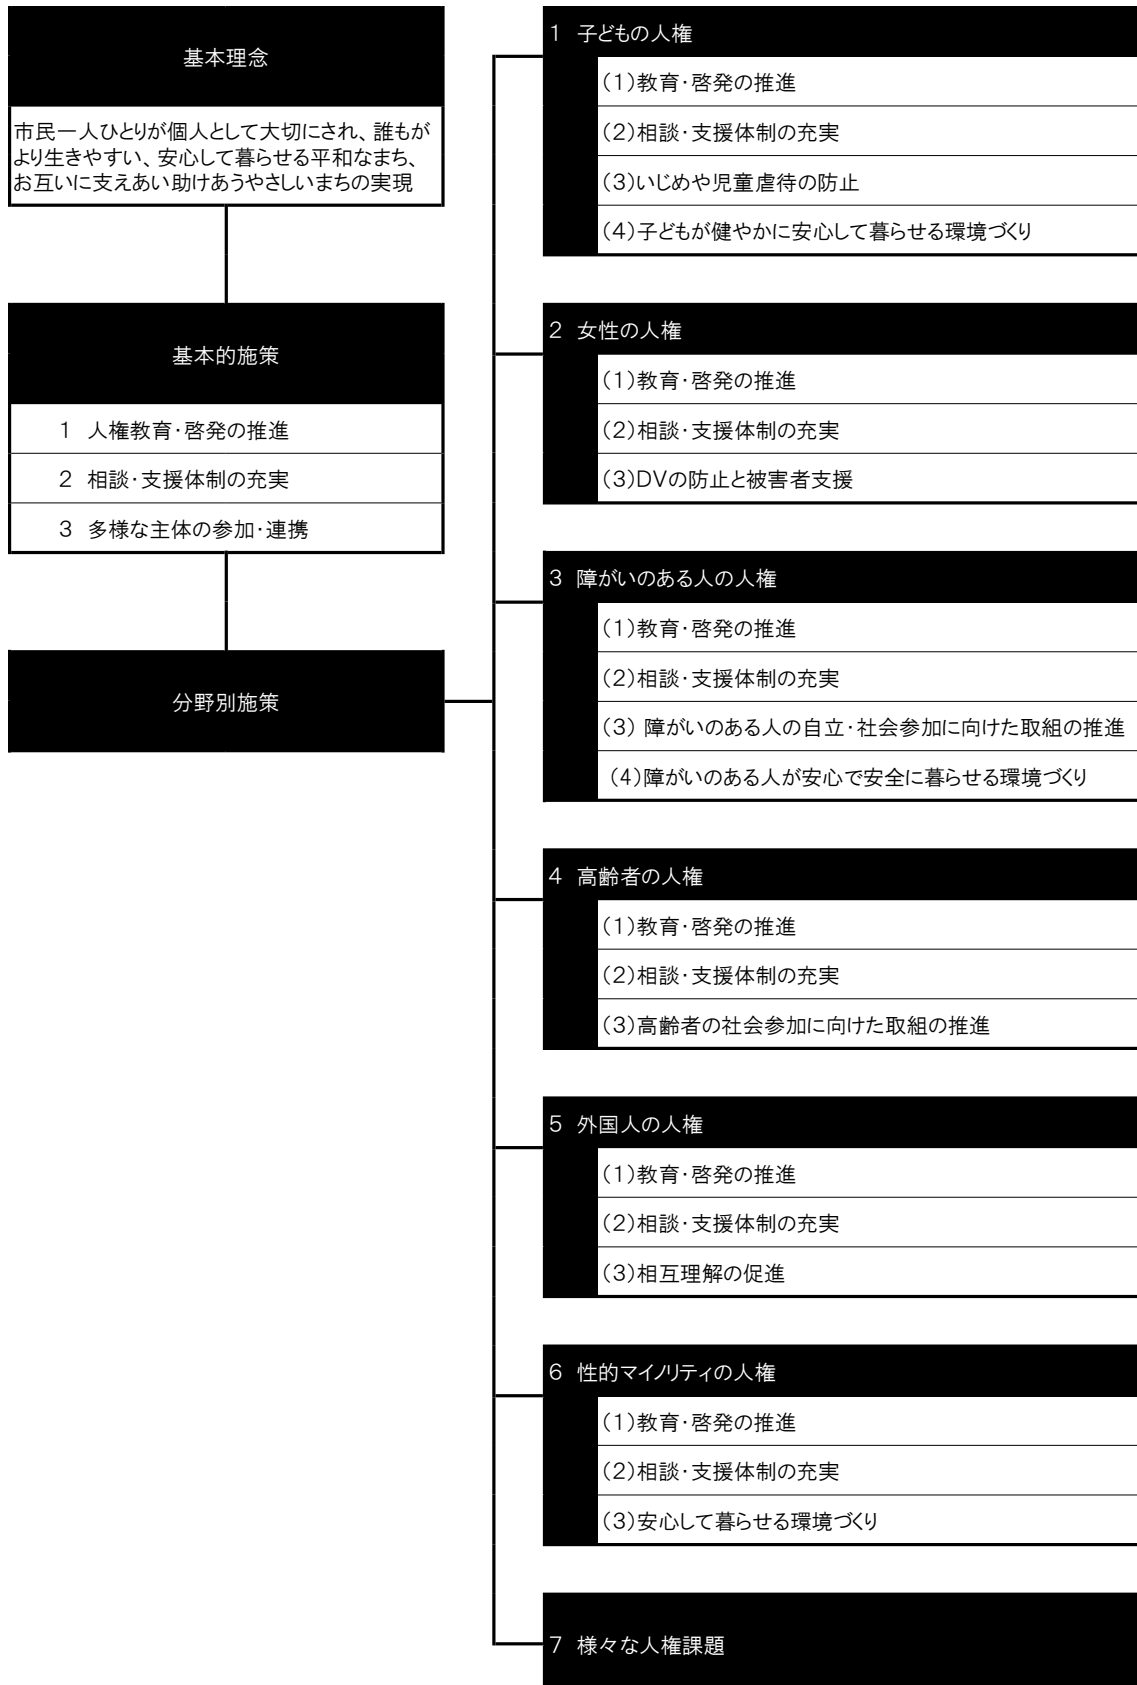 基本理念
市民一人ひとりが個人として大切にされ、誰もが
より生きやすい、安心して暮らせる平和なまち、
お互いに支えあい助けあうやさしいまちの実現
基本的施策
1 人権教育・啓発の推進
2 相談・支援体制の充実
3 多様な主体の参加・連携
分野別施策
1 子どもの人権
(1)教育・啓発の推進
(2)相談・支援体制の充実
(3)いじめや児童虐待の防止
(4)子どもが健やかに安心して暮らせる環境づくり
2 女性の人権
(1)教育・啓発の推進
(2)相談・支援体制の充実
(3)DVの防止と被害者支援
3 障がいのある人の人権
(1)教育・啓発の推進
(2)相談・支援体制の充実
(3) 障がいのある人の自立・社会参加に向けた取組の推進
(4)障がいのある人が安心で安全に暮らせる環境づくり
4 高齢者の人権
(1)教育・啓発の推進
(2)相談・支援体制の充実
(3)高齢者の社会参加に向けた取組の推進
5 外国人の人権
(1)教育・啓発の推進
(2)相談・支援体制の充実
(3)相互理解の促進
6 性的マイノリティの人権
(1)教育・啓発の推進
(2)相談・支援体制の充実
(3)安心して暮らせる環境づくり
7 様々な人権課題